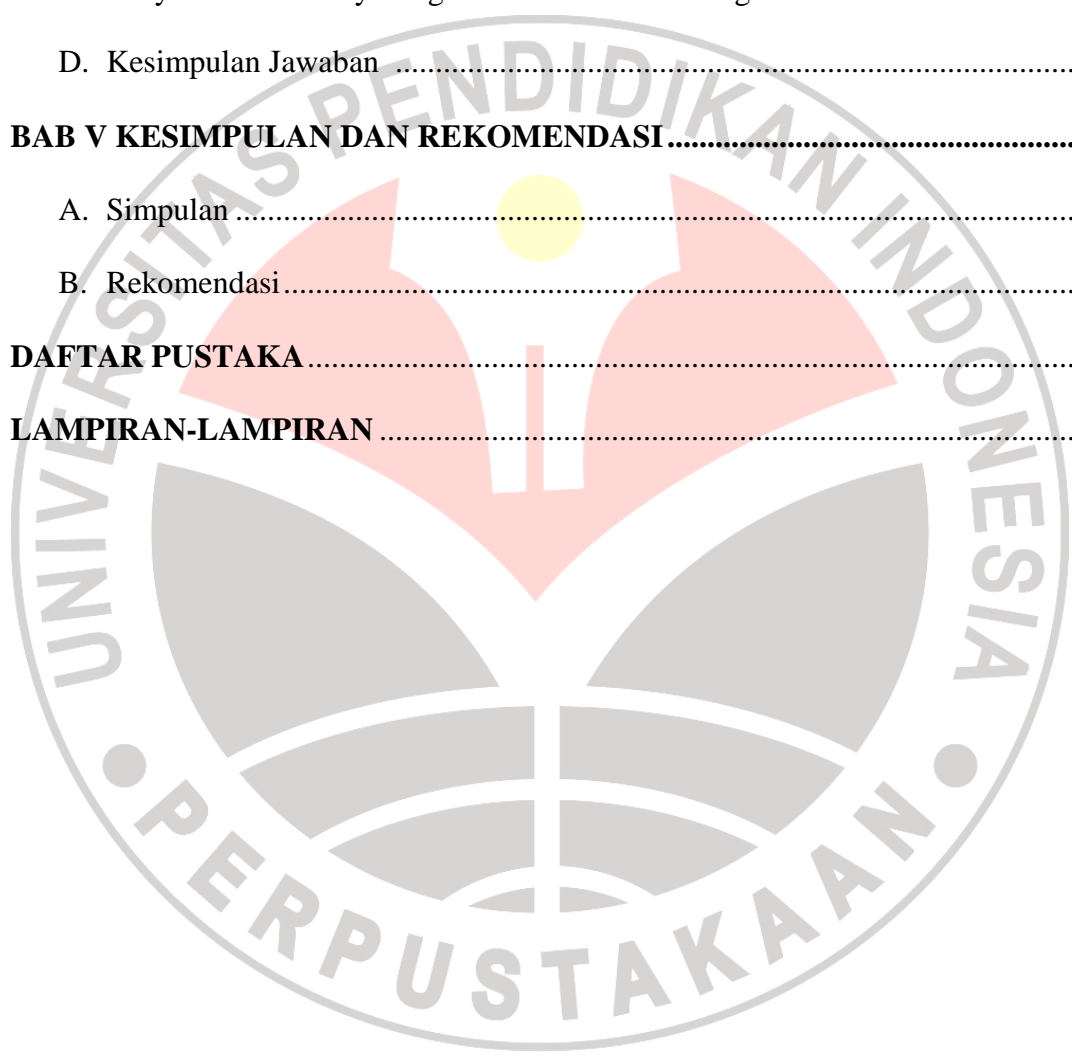 D. Kesimpulan Jawaban ........................................................................
BAB V KESIMPULAN DAN REKOMENDASI..................................................
A. Simpulan ........................................................................................
B. Rekomendasi..................................................................................
DAFTAR PUSTAKA................................................................................
LAMPIRAN-LAMPIRAN........................................................................
UNIVERSITAS PENDIDIKAN INDONESIA
PERPUSTAKAAN